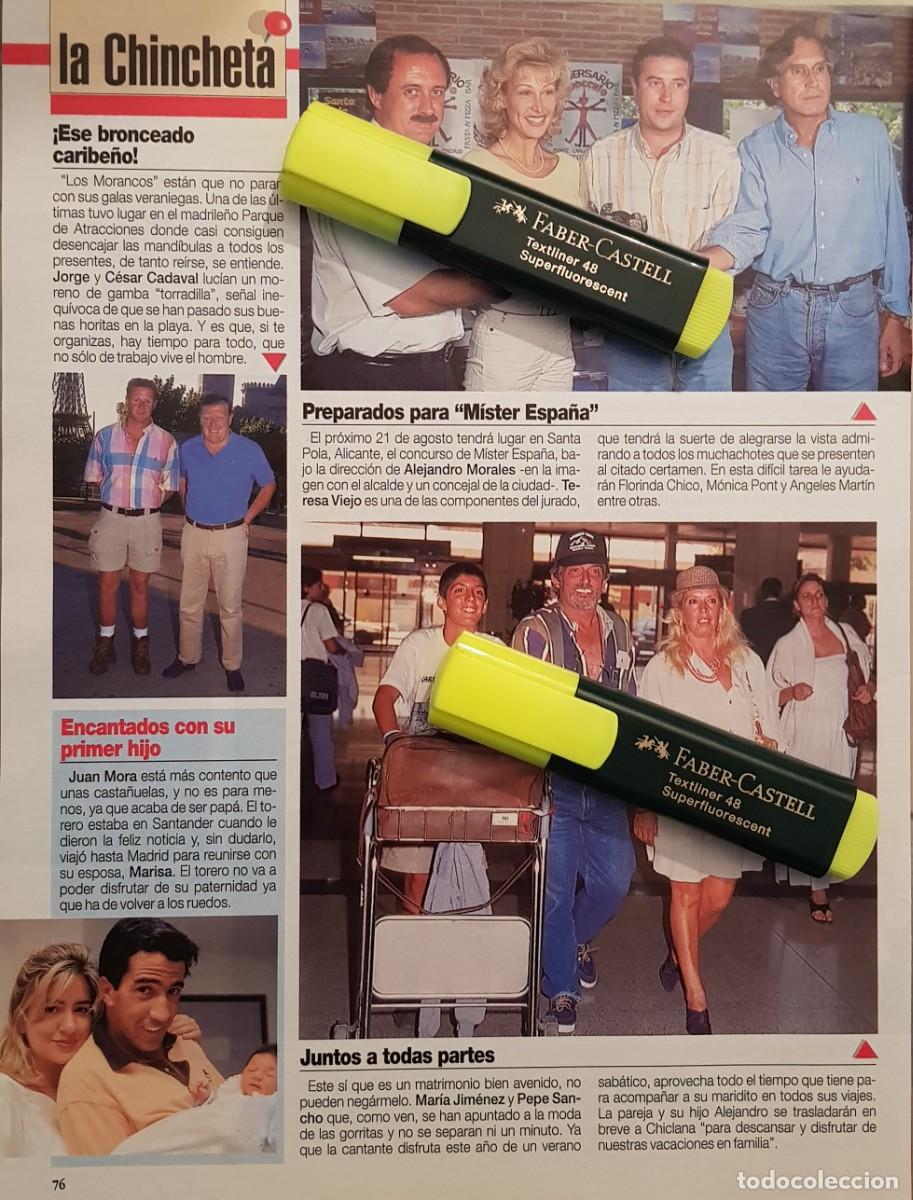 la Chincheta
¡Ese bronceado
caribeño!
"Los Morancos" están que no paran
con sus galas veraniegas. Una de las úl-
timas tuvo lugar en el madrileño Parque
de Atracciones donde casi consiguen
desencajar las mandíbulas a todos los
presentes, de tanto reírse, se entiende.
Jorge y César Cadaval lucían un mo-
reno de gamba "torradilla", señal ine-
quívoca de que se han pasado sus bue-
nas horitas en la playa. Y es que, si te
organizas, hay tiempo para todo, que
no sólo de trabajo vive el hombre.
Encantados con su
primer hijo
Juan Mora está más contento que
unas castañuelas, y no es para me-
nos, ya que acaba de ser papá. El to-
rero estaba en Santander cuando le
dieron la feliz noticia y, sin dudarlo,
viajó hasta Madrid para reunirse con
su esposa, Marisa. El torero no va a
poder disfrutar de su paternidad ya
que ha de volver a los ruedos.
FABER-CASTELL
Textliner 48
Superfluorescent
Preparados para "Míster España"
El próximo 21 de agosto tendrá lugar en Santa
Pola, Alicante, el concurso de Míster España, ba-
jo la dirección de Alejandro Morales -en la ima-
gen con el alcalde y un concejal de la ciudad-. Te-
resa Viejo es una de las componentes del jurado,
que tendrá la suerte de alegrarse la vista admi-
rando a todos los muchachotes que se presenten
al citado certamen. En esta difícil tarea le ayuda-
rán Florinda Chico, Mónica Pont y Angeles Martín
entre otras.
FABER-CASTELL
Textliner 48
Superfluorescent
Juntos a todas partes
Este sí que es un matrimonio bien avenido, no
pueden negármelo. María Jiménez y Pepe San-
cho que, como ven, se han apuntado a la moda
de las gorritas y no se separan ni un minuto. Ya
que la cantante disfruta este año de un verano
sabático, aprovecha todo el tiempo que tiene pa-
ra acompañar a su maridito en todos sus viajes.
La pareja y su hijo Alejandro se trasladarán en
breve a Chiclana "para descansar y disfrutar de
nuestras vacaciones en familia".
76
todocoleccion